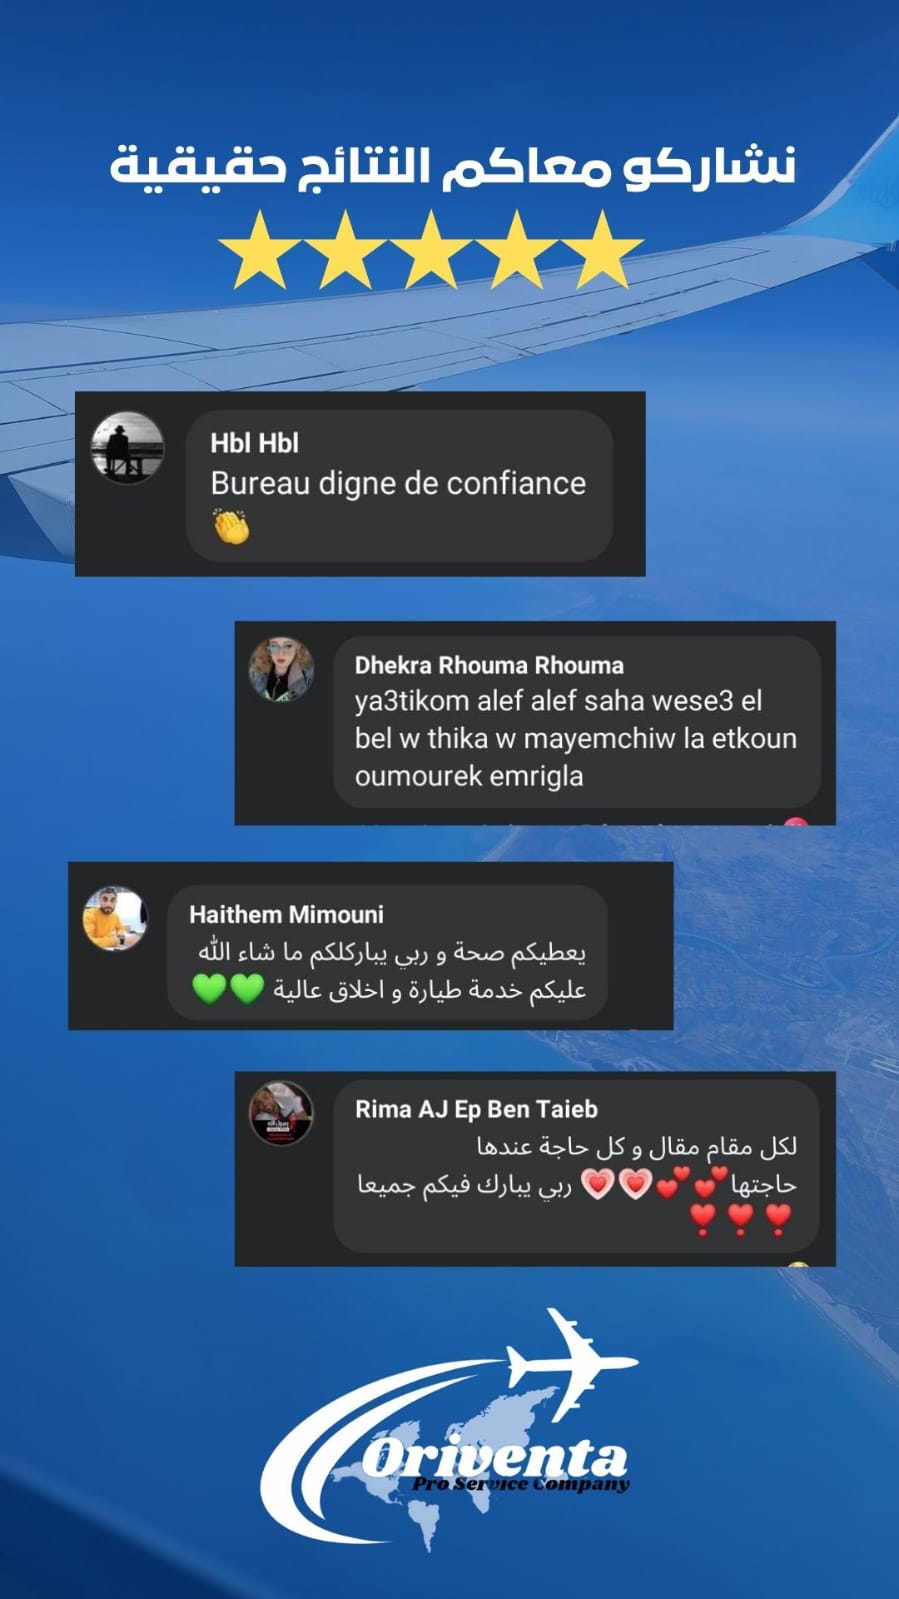 نشاركو معاكم النتائج حقيقية
Hbl Hbl
Bureau digne de confiance
👏
Dhekra Rhouma Rhouma
ya3tikom alef alef saha wese3 el
bel w thika w mayemchiw la etkoun
oumourek emrigla
Haithem Mimouni
يعطيكم صحة و ربي يباركلكم ما شاء الله
عليكم خدمة طيارة و اخلاق عالية 💚💚
Rima AJ Ep Ben Taieb
لكل مقام مقال و كل حاجة عندها
حاجتها💕💕💗💗 ربي يبارك فيكم جميعا
❣️❣️❣️
Oriventa
Pro Service Company